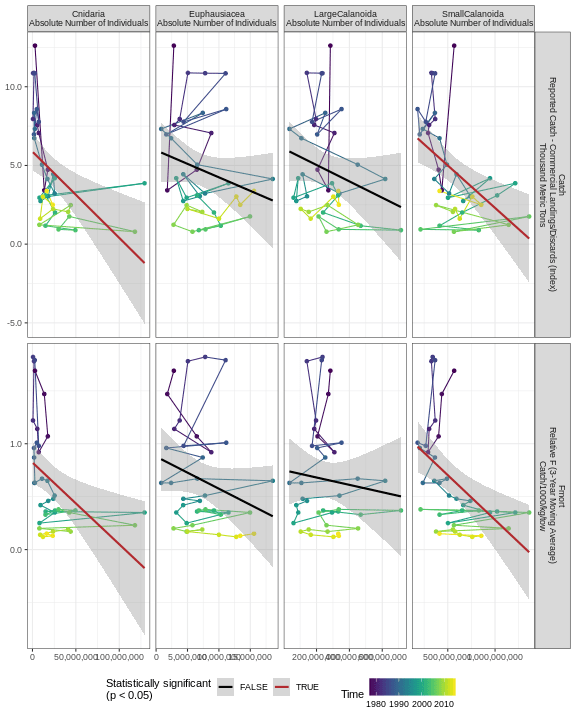 Cnidaria
Absolute Number of Individuals
Euphausiacea
Absolute Number of Individuals
LargeCalanoida
Absolute Number of Individuals
SmallCalanoida
Absolute Number of Individuals
10.0
5.0
0.0
-5.0
Catch
Reported Catch - Commercial Landings/Discards (Index)
Thousand Metric Tons
1.0
0.0
Fmort
Relative F (3-Year Moving Average)
Catch/1000/kg/tow
0 50,000,000 100,000,000
0 5,000,000 10,000,000 15,000,000
200,000,000 400,000,000 600,000,000
500,000,000 1,000,000,000
Statistically significant
(p < 0.05)
FALSE
TRUE
Time
1980 1990 2000 2010